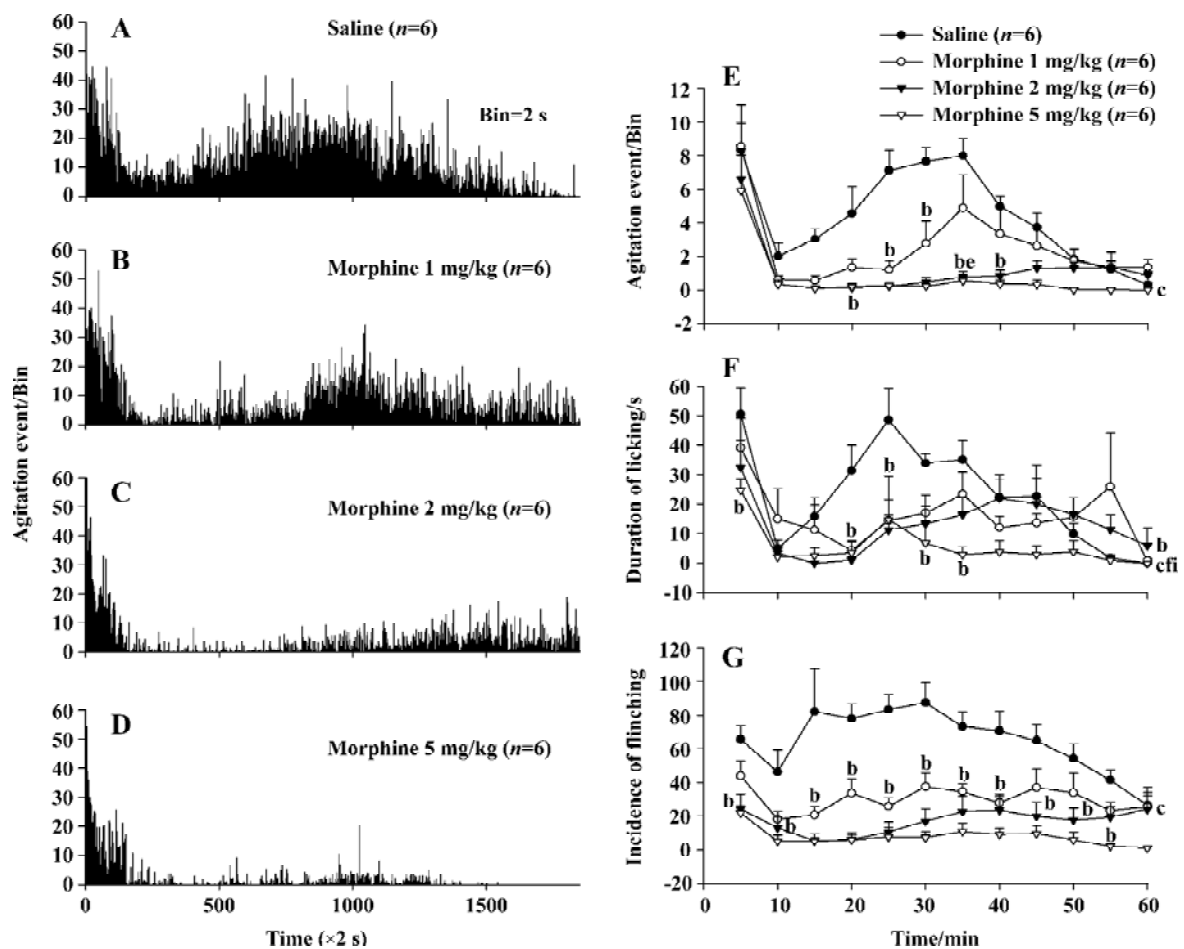 A
Saline (n=6)
Bin=2 s
60
50
40
30
20
10
0
B
Morphine 1 mg/kg (n=6)
60
50
40
30
20
10
0
C
Morphine 2 mg/kg (n=6)
60
50
40
30
20
10
0
D
Morphine 5 mg/kg (n=6)
60
50
40
30
20
10
0
Agitation event/Bin
0 500 1000 1500
Time (×2 s)
Saline (n=6)
Morphine 1 mg/kg (n=6)
Morphine 2 mg/kg (n=6)
Morphine 5 mg/kg (n=6)
E
Agitation event/Bin
12
10
8
6
4
2
0
-2
b
b
be
b
b
c
F
Duration of licking/s
60
50
40
30
20
10
0
-10
b
b
b
b
b
b
cfi
G
Incidence of flinching
120
100
80
60
40
20
0
-20
b
b
b
b
b
b
b
b
b
b
b
b
c
0 10 20 30 40 50 60
Time/min